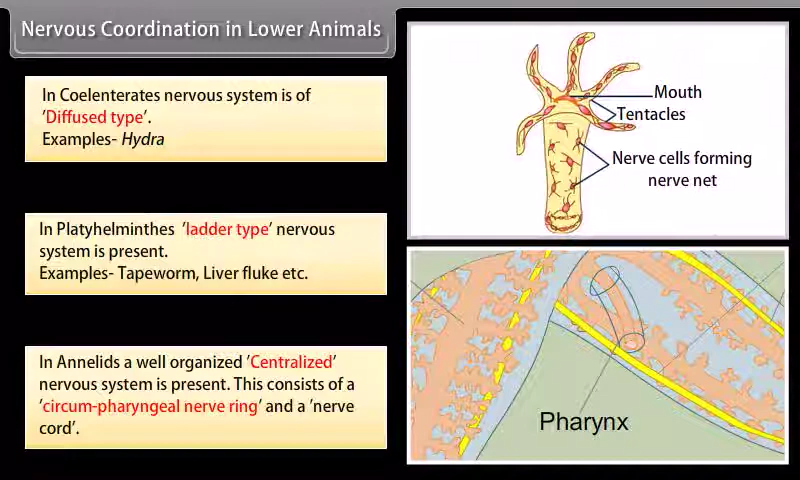 Nervous Coordination in Lower Animals
In Coelenterates nervous system is of
'Diffused type'.
Examples- Hydra
In Platyhelminthes 'ladder type' nervous
system is present.
Examples- Tapeworm, Liver fluke etc.
In Annelids a well organized 'Centralized'
nervous system is present. This consists of a
'circum-pharyngeal nerve ring' and a 'nerve
cord'.
Mouth
Tentacles
Nerve cells forming
nerve net
Pharynx